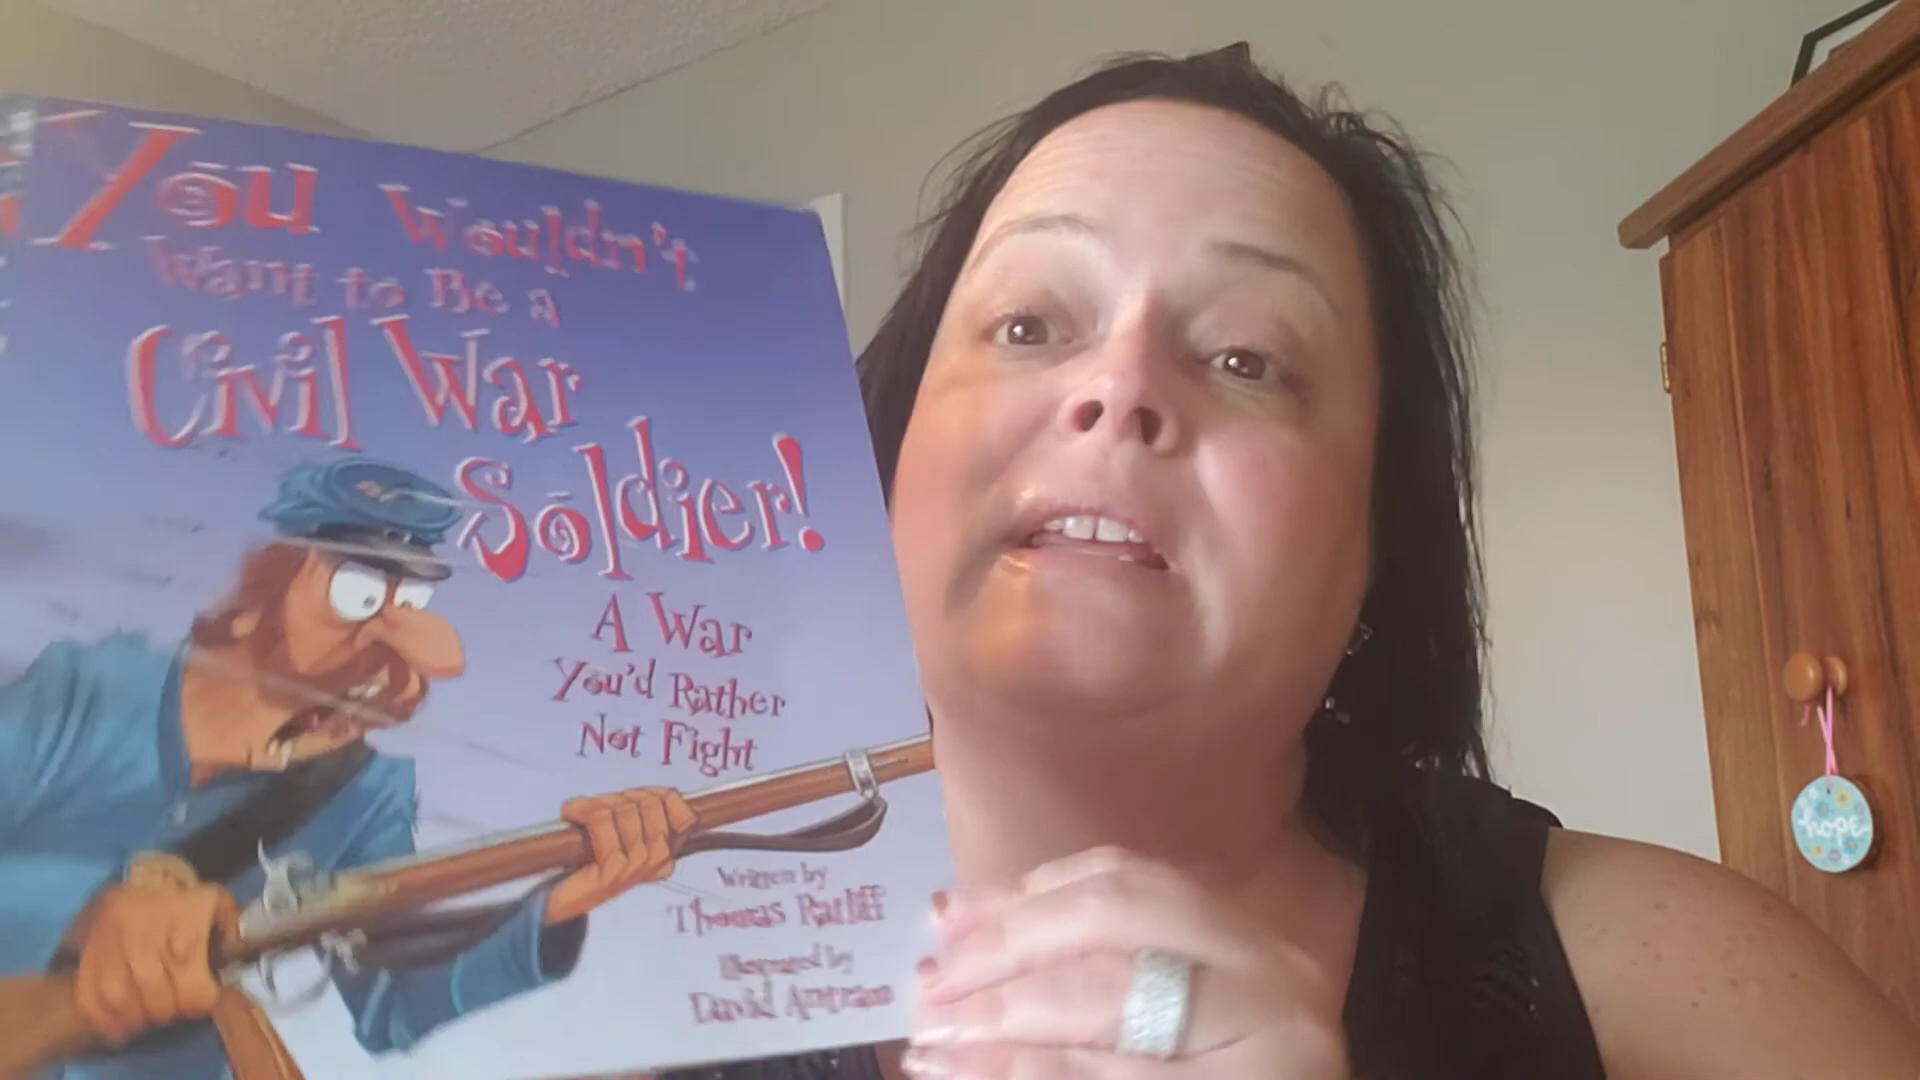 You Wouldn't
Want to Be a
Civil War
Soldier!
A War
You'd Rather
Not Fight
Written by
Thomas Ratliff
Illustrated by
David Antram
hope